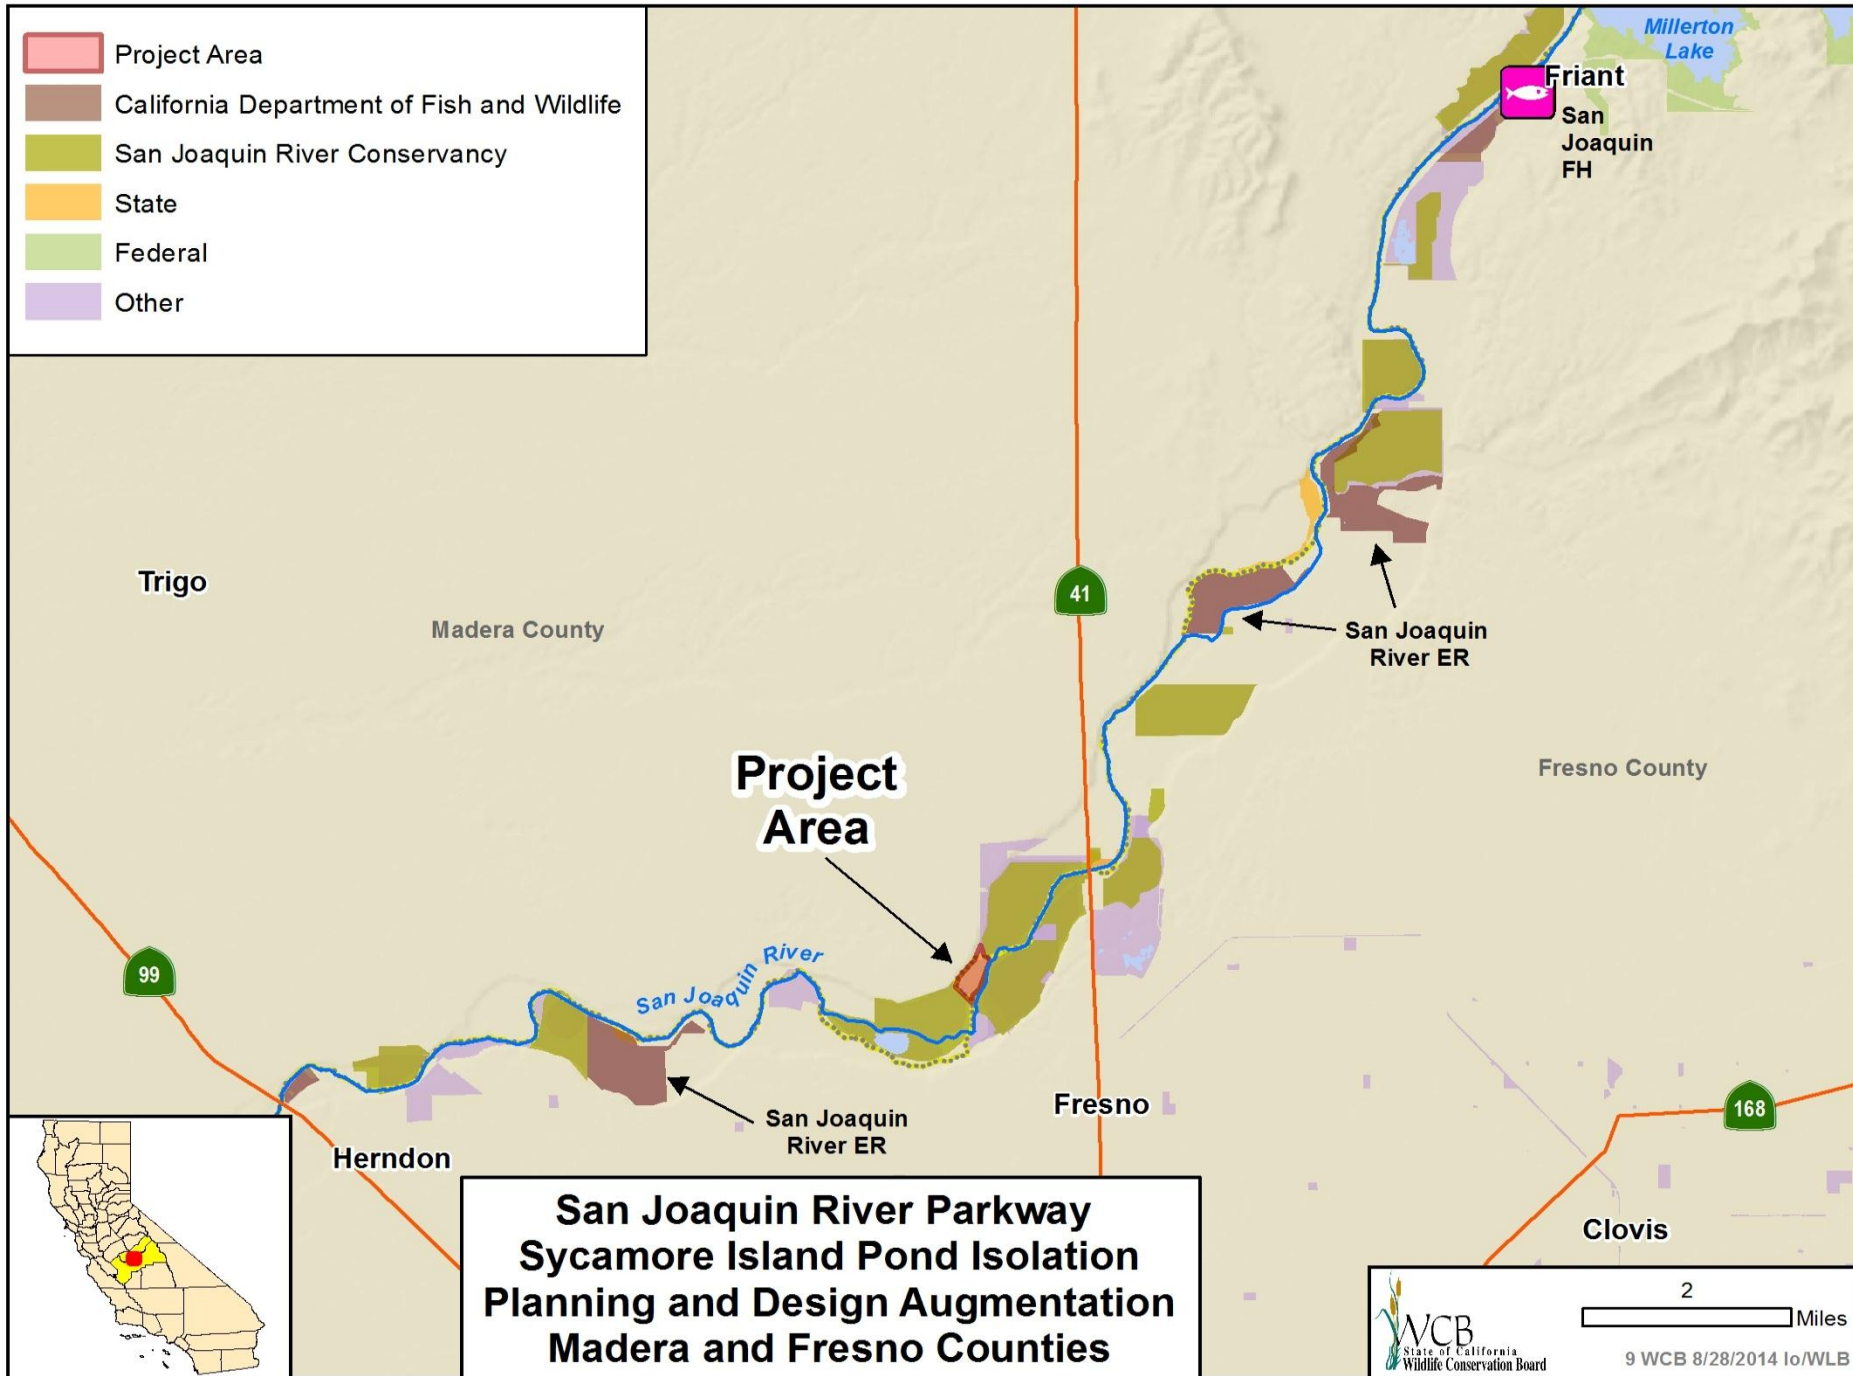 Project Area
California Department of Fish and Wildlife
San Joaquin River Conservancy
State
Federal
Other
Millerton
Lake
Friant
San
Joaquin
FH
Trigo
Madera County
41
San Joaquin
River ER
Project
Area
Fresno County
99
San Joaquin River
San Joaquin
River ER
Fresno
Herndon
168
Clovis
San Joaquin River Parkway
Sycamore Island Pond Isolation
Planning and Design Augmentation
Madera and Fresno Counties
WCB
State of California
Wildlife Conservation Board
2
Miles
9 WCB 8/28/2014 lo/WLB